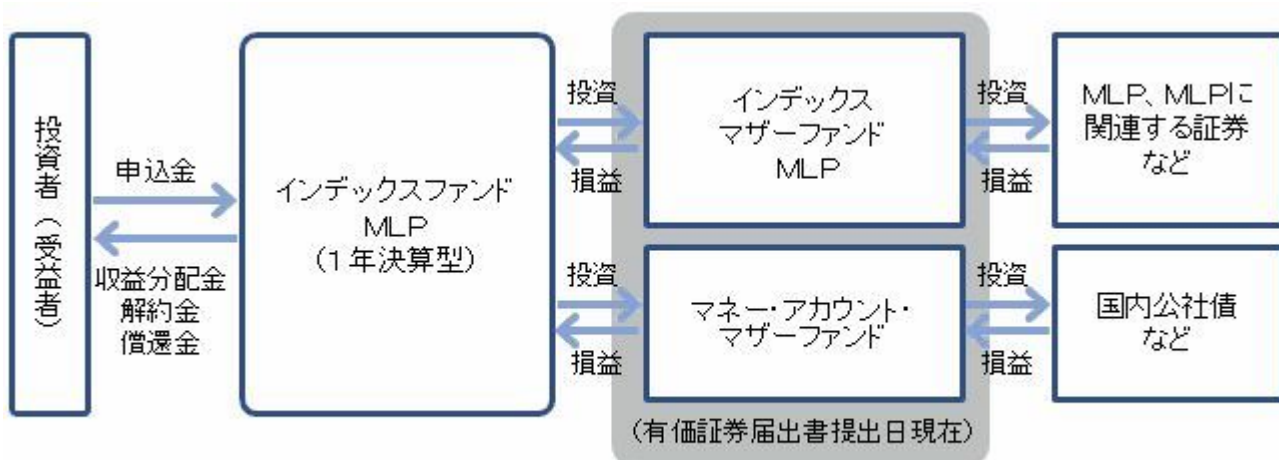 投資者（受益者）
申込金
収益分配金
解約金
償還金
インデックスファンド
MLP
（１年決算型）
投資
損益
インデックス
マザーファンド
MLP
投資
損益
MLP、MLPに
関連する証券
など
投資
損益
マネー・アカウント・
マザーファンド
投資
損益
国内公社債
など
（有価証券届出書提出日現在）